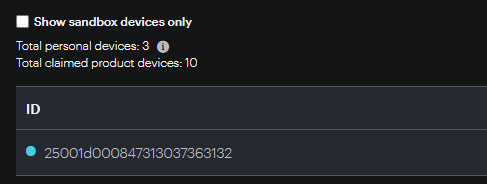 Show sandbox devices only
Total personal devices: 3
Total claimed product devices: 10
ID
25001d000847313037363132